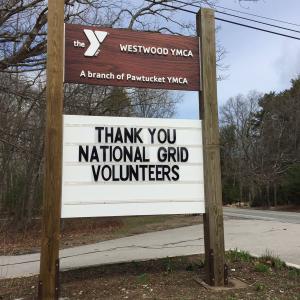 the Y WESTWOOD YMCA
A branch of Pawtucket YMCA
THANK YOU
NATIONAL GRID
VOLUNTEERS